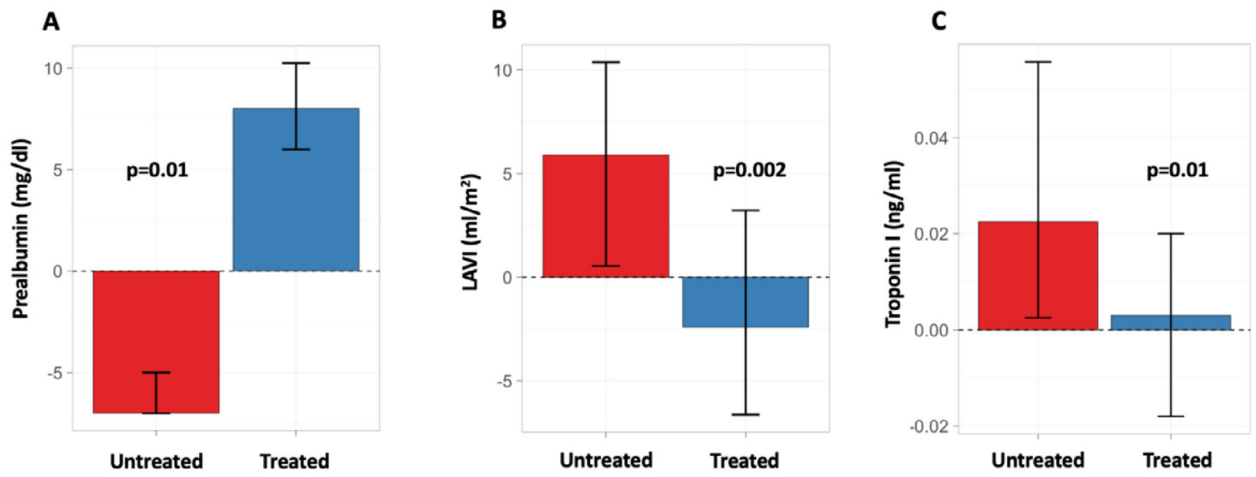 A
Prealbumin (mg/dl)
10
5
0
-5
p=0.01
Untreated Treated
B
LAVI (ml/m²)
10
5
0
-5
p=0.002
Untreated Treated
C
Troponin I (ng/ml)
0.04
0.02
0.00
-0.02
p=0.01
Untreated Treated